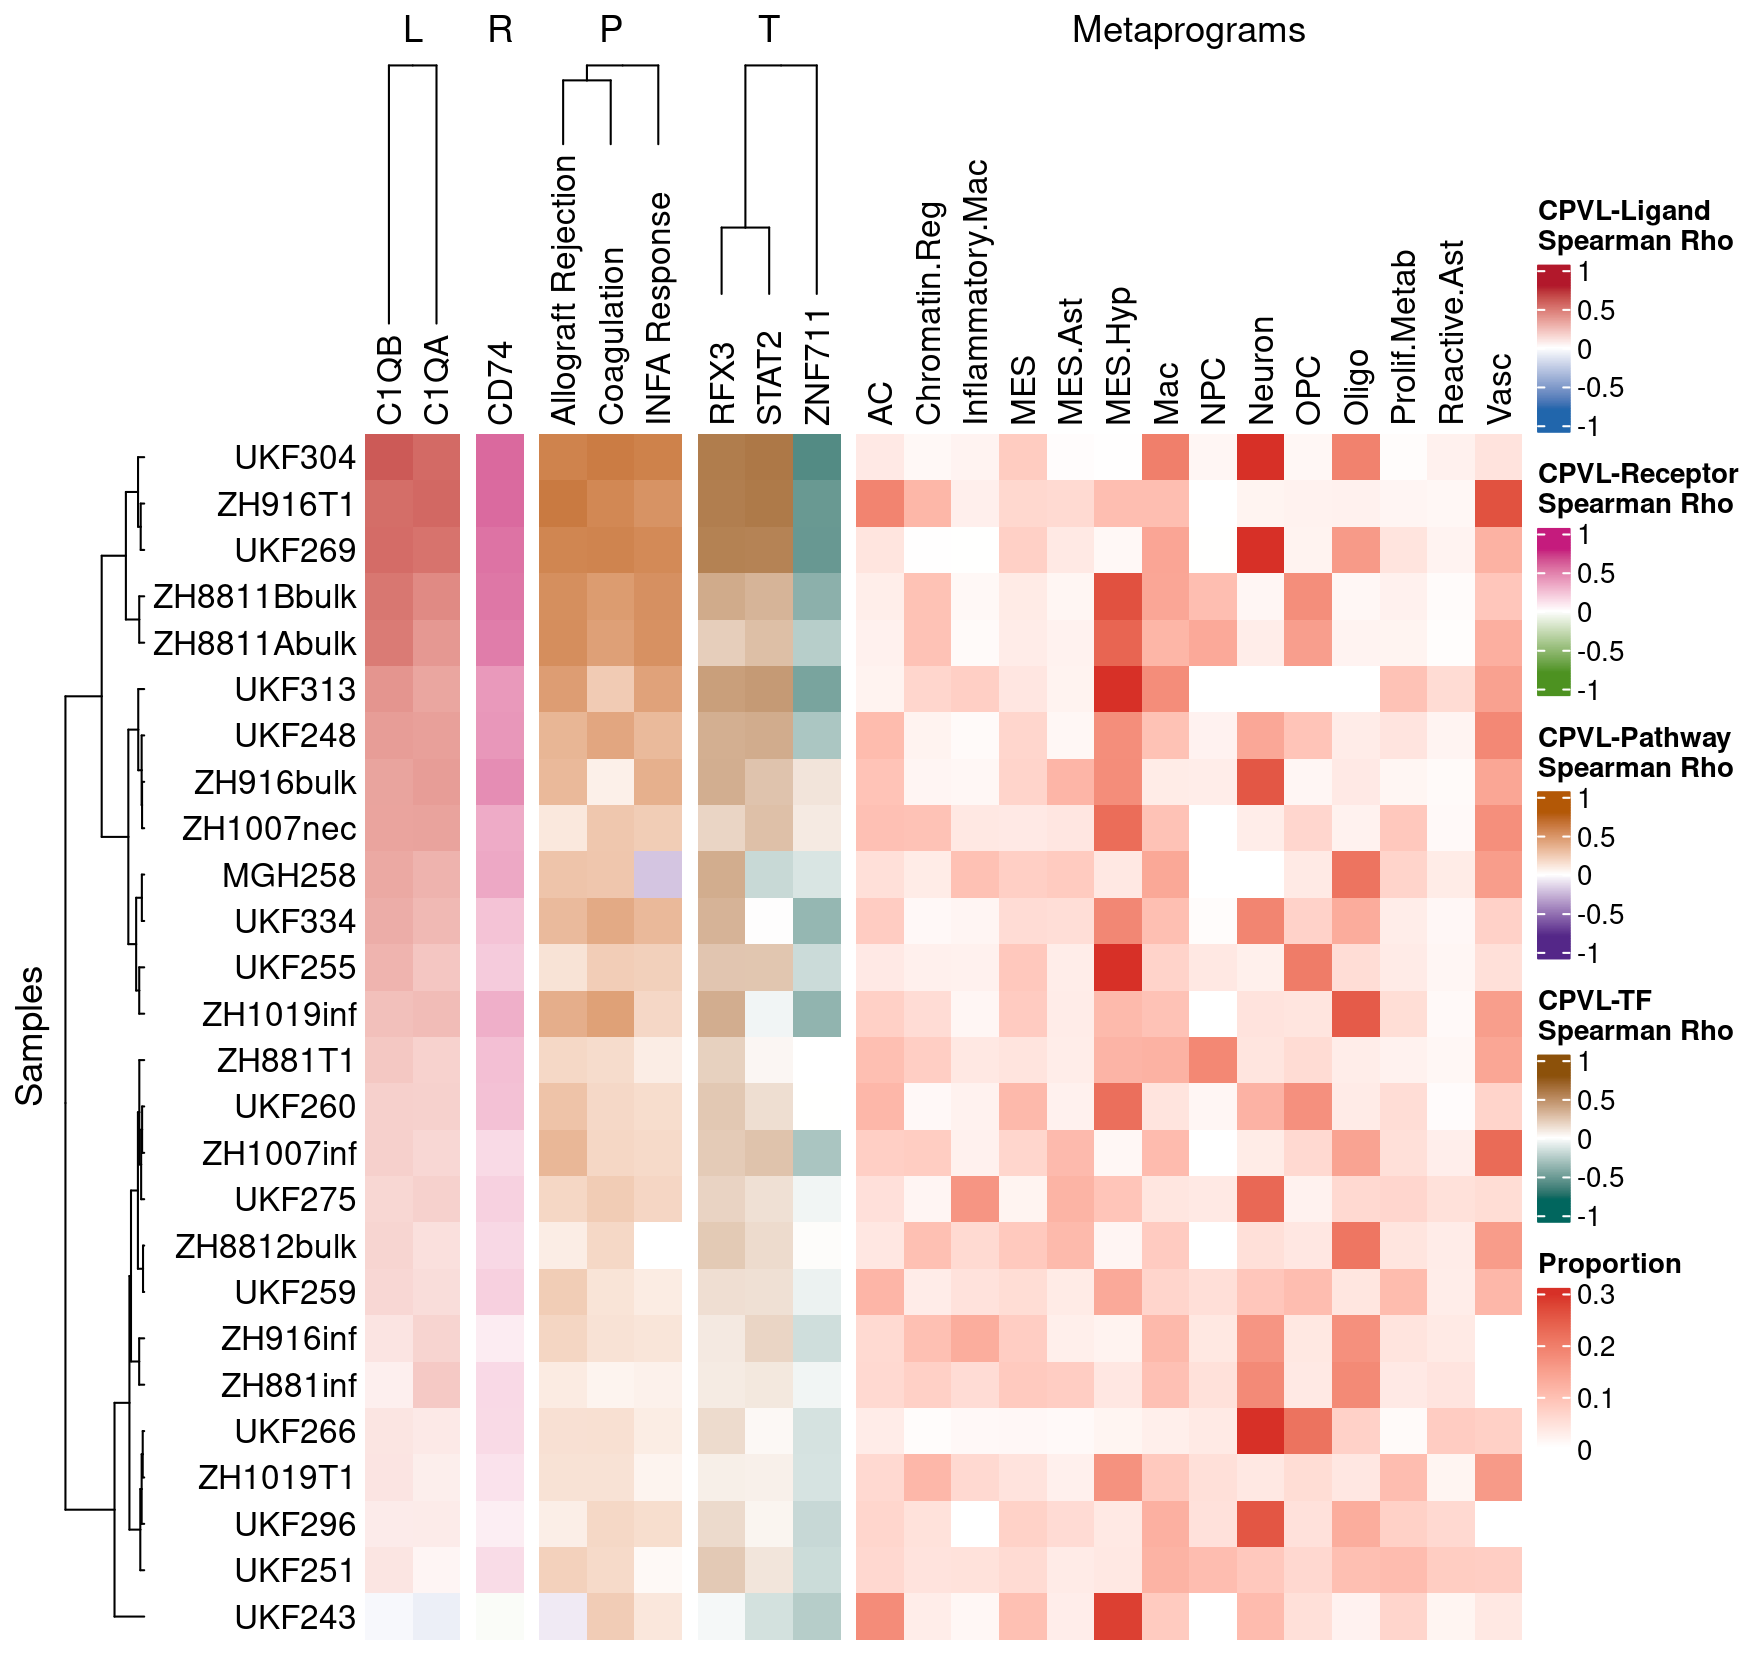 L R P T Metaprograms
C1QB
C1QA
CD74
Allograft Rejection
Coagulation
INFA Response
RFX3
STAT2
ZNF711
AC
Chromatin.Reg
Inflammatory.Mac
MES
MES.Ast
MES.Hyp
Mac
NPC
Neuron
OPC
Oligo
Prolif.Metab
Reactive.Ast
Vasc
Samples
UKF304
ZH916T1
UKF269
ZH8811Bbulk
ZH8811Abulk
UKF313
UKF248
ZH916bulk
ZH1007nec
MGH258
UKF334
UKF255
ZH1019inf
ZH881T1
UKF260
ZH1007inf
UKF275
ZH8812bulk
UKF259
ZH916inf
ZH881inf
UKF266
ZH1019T1
UKF296
UKF251
UKF243
CPVL-Ligand
Spearman Rho
1
0.5
0
-0.5
-1
CPVL-Receptor
Spearman Rho
1
0.5
0
-0.5
-1
CPVL-Pathway
Spearman Rho
1
0.5
0
-0.5
-1
CPVL-TF
Spearman Rho
1
0.5
0
-0.5
-1
Proportion
0.3
0.2
0.1
0